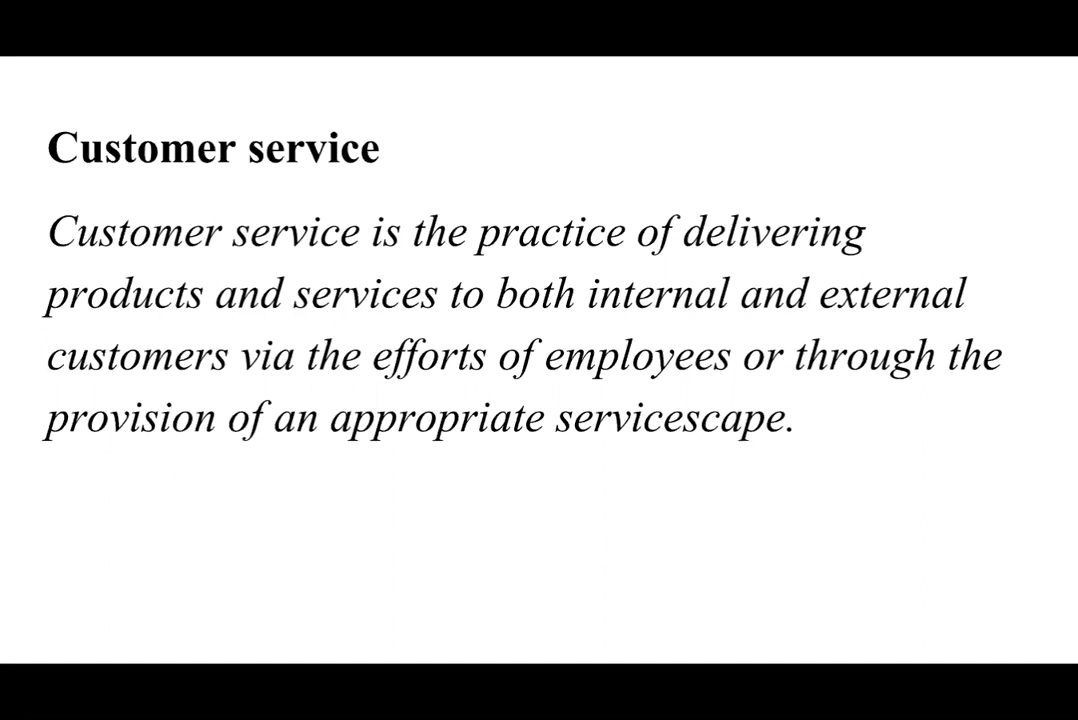 Customer service
Customer service is the practice of delivering
products and services to both internal and external
customers via the efforts of employees or through the
provision of an appropriate servicescape.